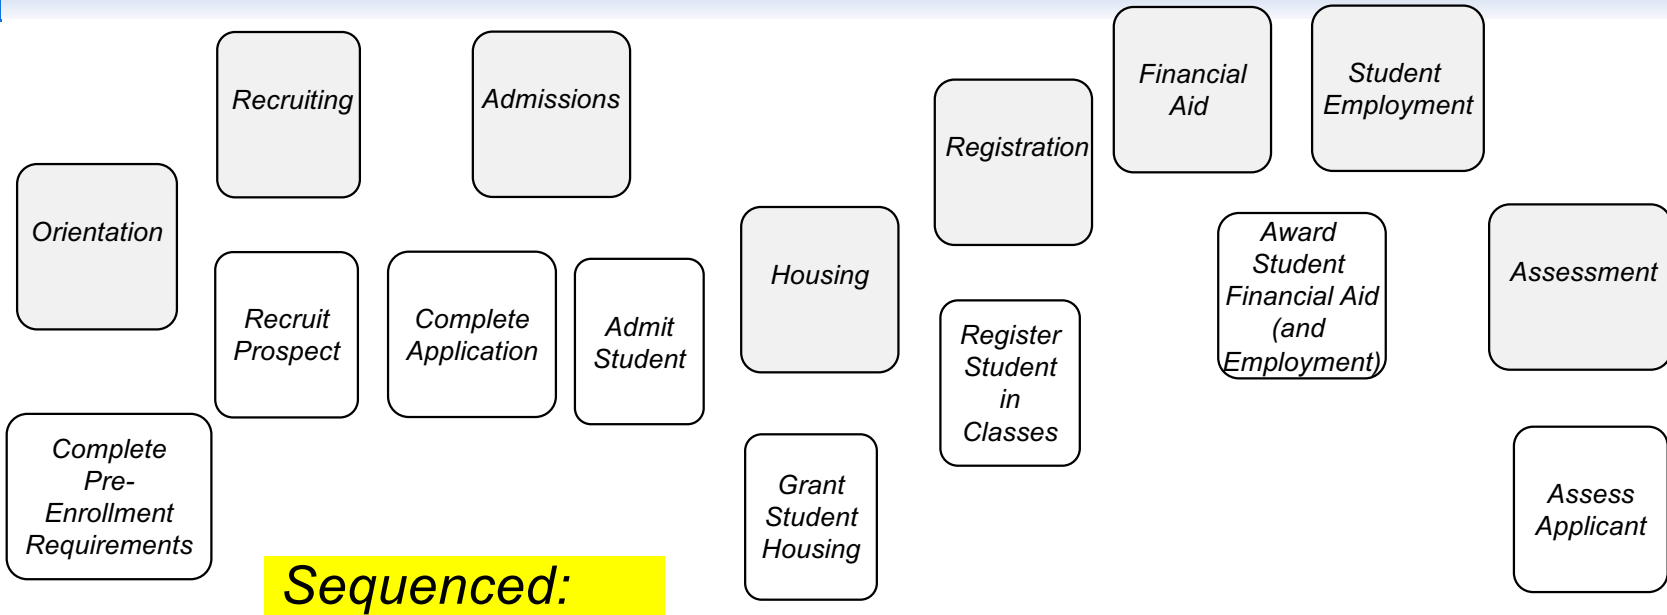 Recruiting
Admissions
Financial
Aid
Student
Employment
Registration
Orientation
Housing
Assessment
Recruit
Prospect
Complete
Application
Admit
Student
Register
Student
in
Classes
Award
Student
Financial Aid
(and
Employment)
Complete
Pre-
Enrollment
Requirements
Grant
Student
Housing
Assess
Applicant
Sequenced: